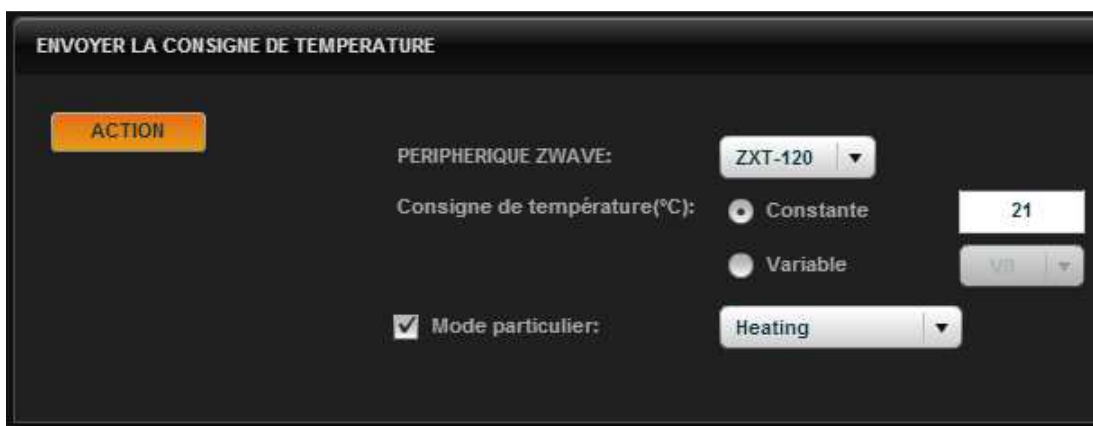 ENVOYER LA CONSIGNE DE TEMPERATURE
ACTION
PERIPHERIQUE ZWAVE: ZXT-120
Consigne de température(°C): Constante 21
Variable V0
Mode particulier: Heating